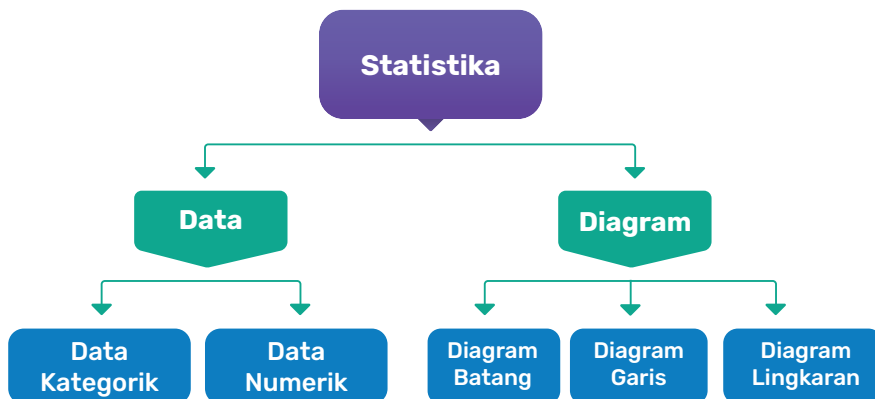 Statistika
Data
Diagram
Data
Kategorik
Data
Numerik
Diagram
Batang
Diagram
Garis
Diagram
Lingkaran